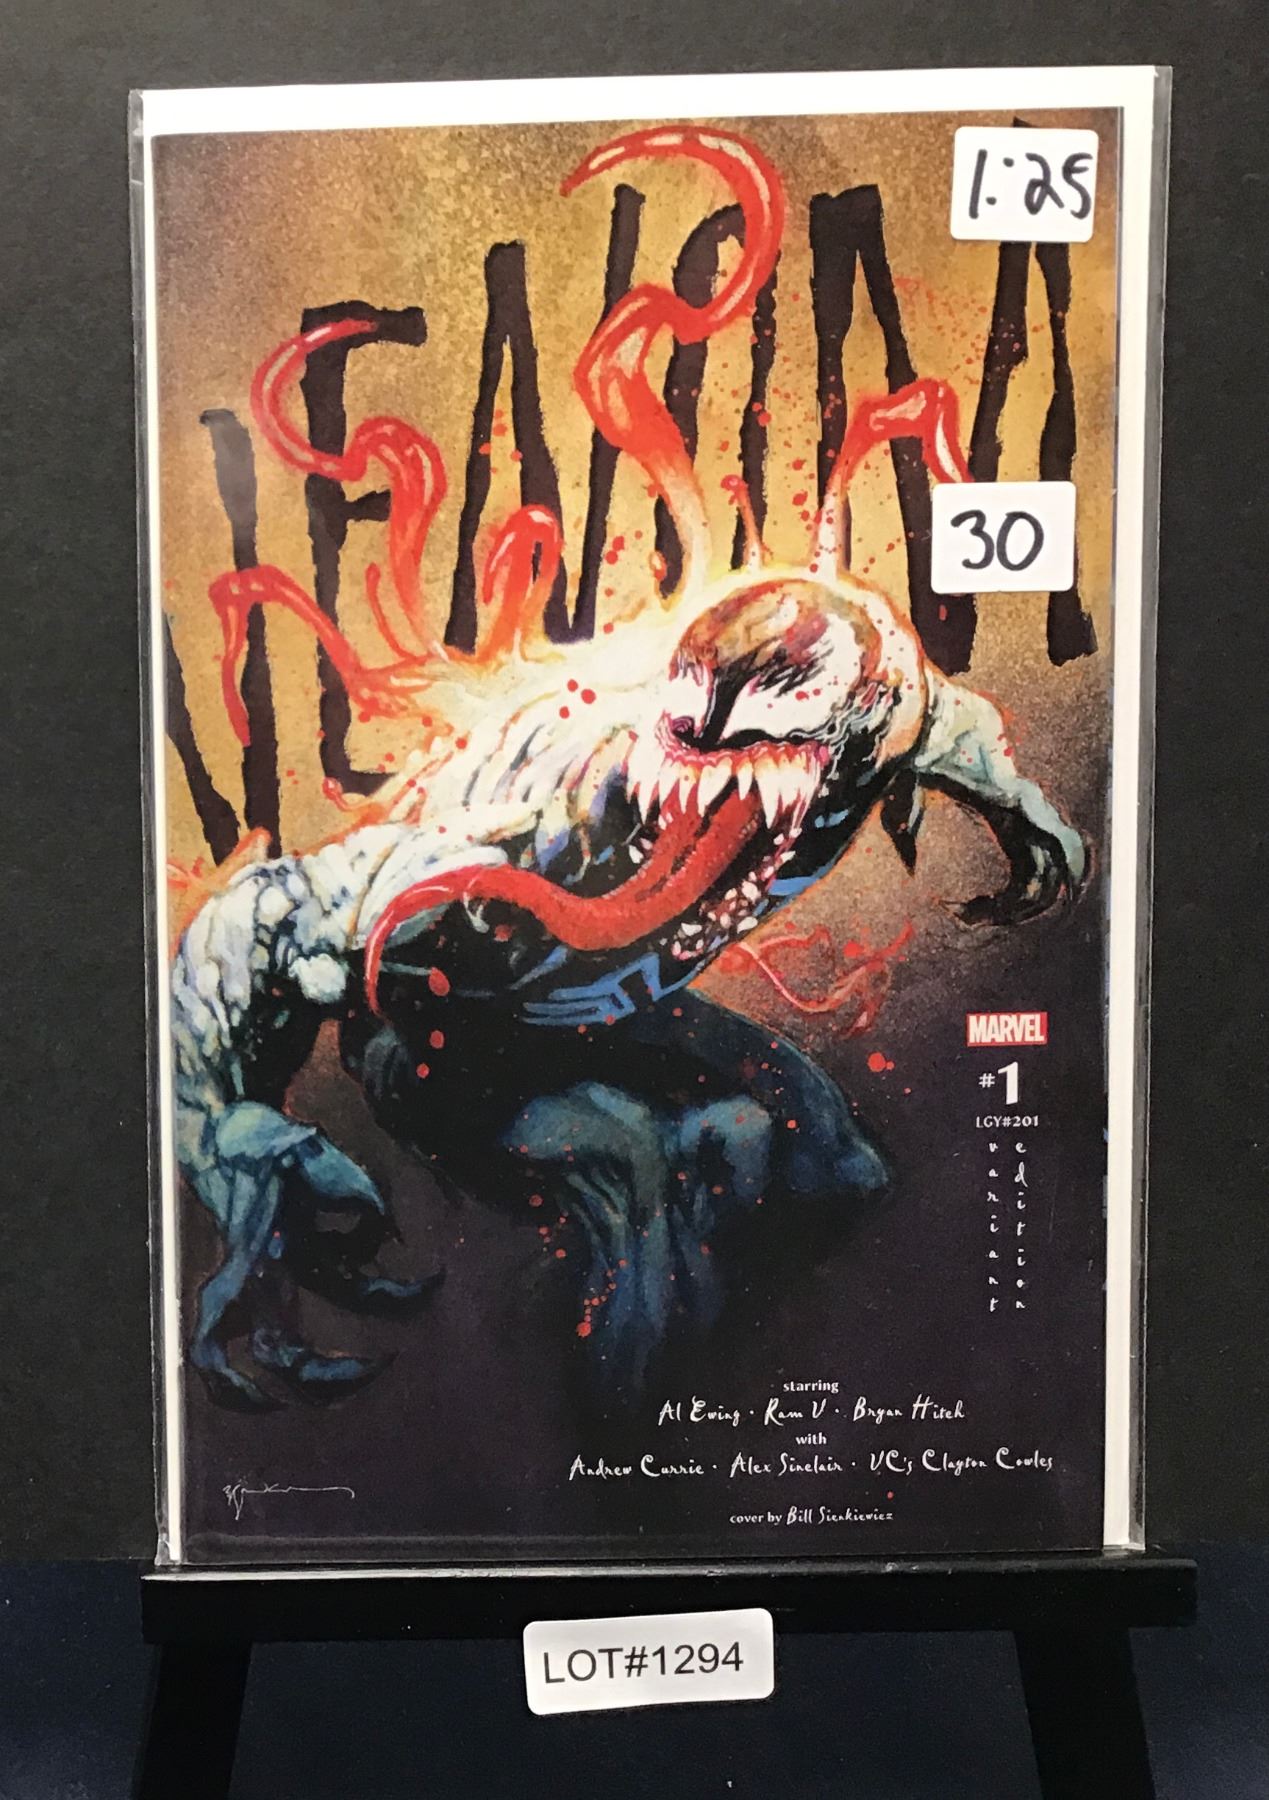 1:25
VENOM
30
MARVEL
#1
LGY#201
variant edition
starring
Al Ewing · Ram V · Bryan Hitch
with
Andrew Currie · Alex Sinclair · VC's Clayton Cowles
cover by Bill Sienkiewicz
LOT#1294